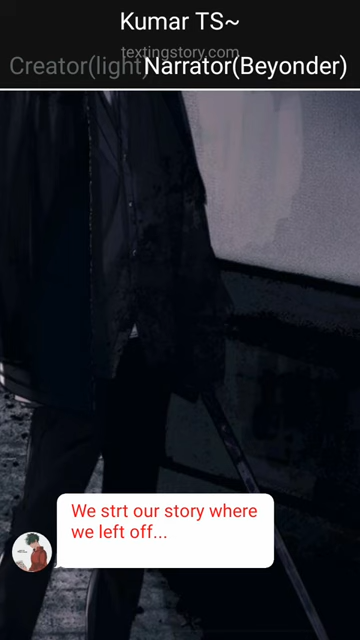 Kumar TS~
textingstory.com
Creator(light)
Narrator(Beyonder)
We strt our story where
we left off...